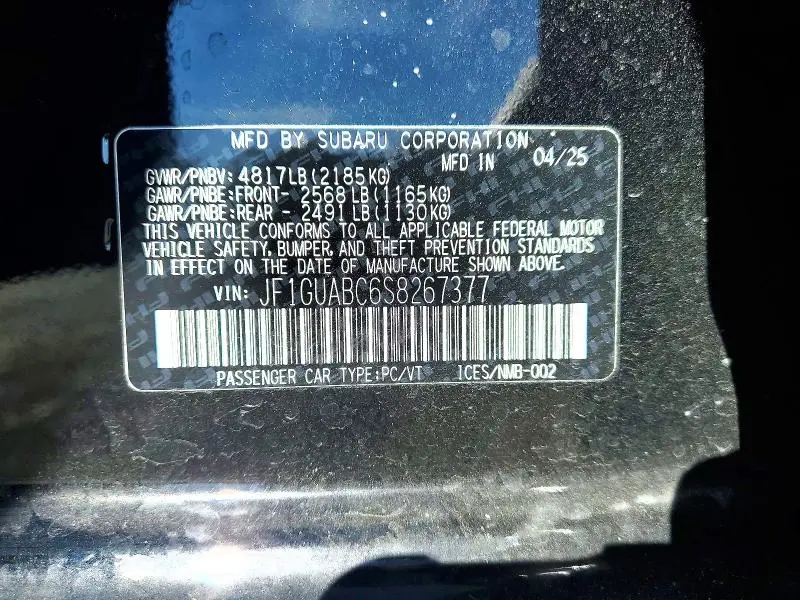 MFD BY SUBARU CORPORATION
MFD IN 04/25
GVWR/PNBV: 4817LB(2185KG)
GAWR/PNBE:FRONT- 2568LB(1165KG)
GAWR/PNBE:REAR - 2491LB(1130KG)
THIS VEHICLE CONFORMS TO ALL APPLICABLE FEDERAL MOTOR
VEHICLE SAFETY, BUMPER, AND THEFT PREVENTION STANDARDS
IN EFFECT ON THE DATE OF MANUFACTURE SHOWN ABOVE.
VIN: JF1GUABC6S8267377
PASSENGER CAR TYPE:PC/VT ICES/NMB-002